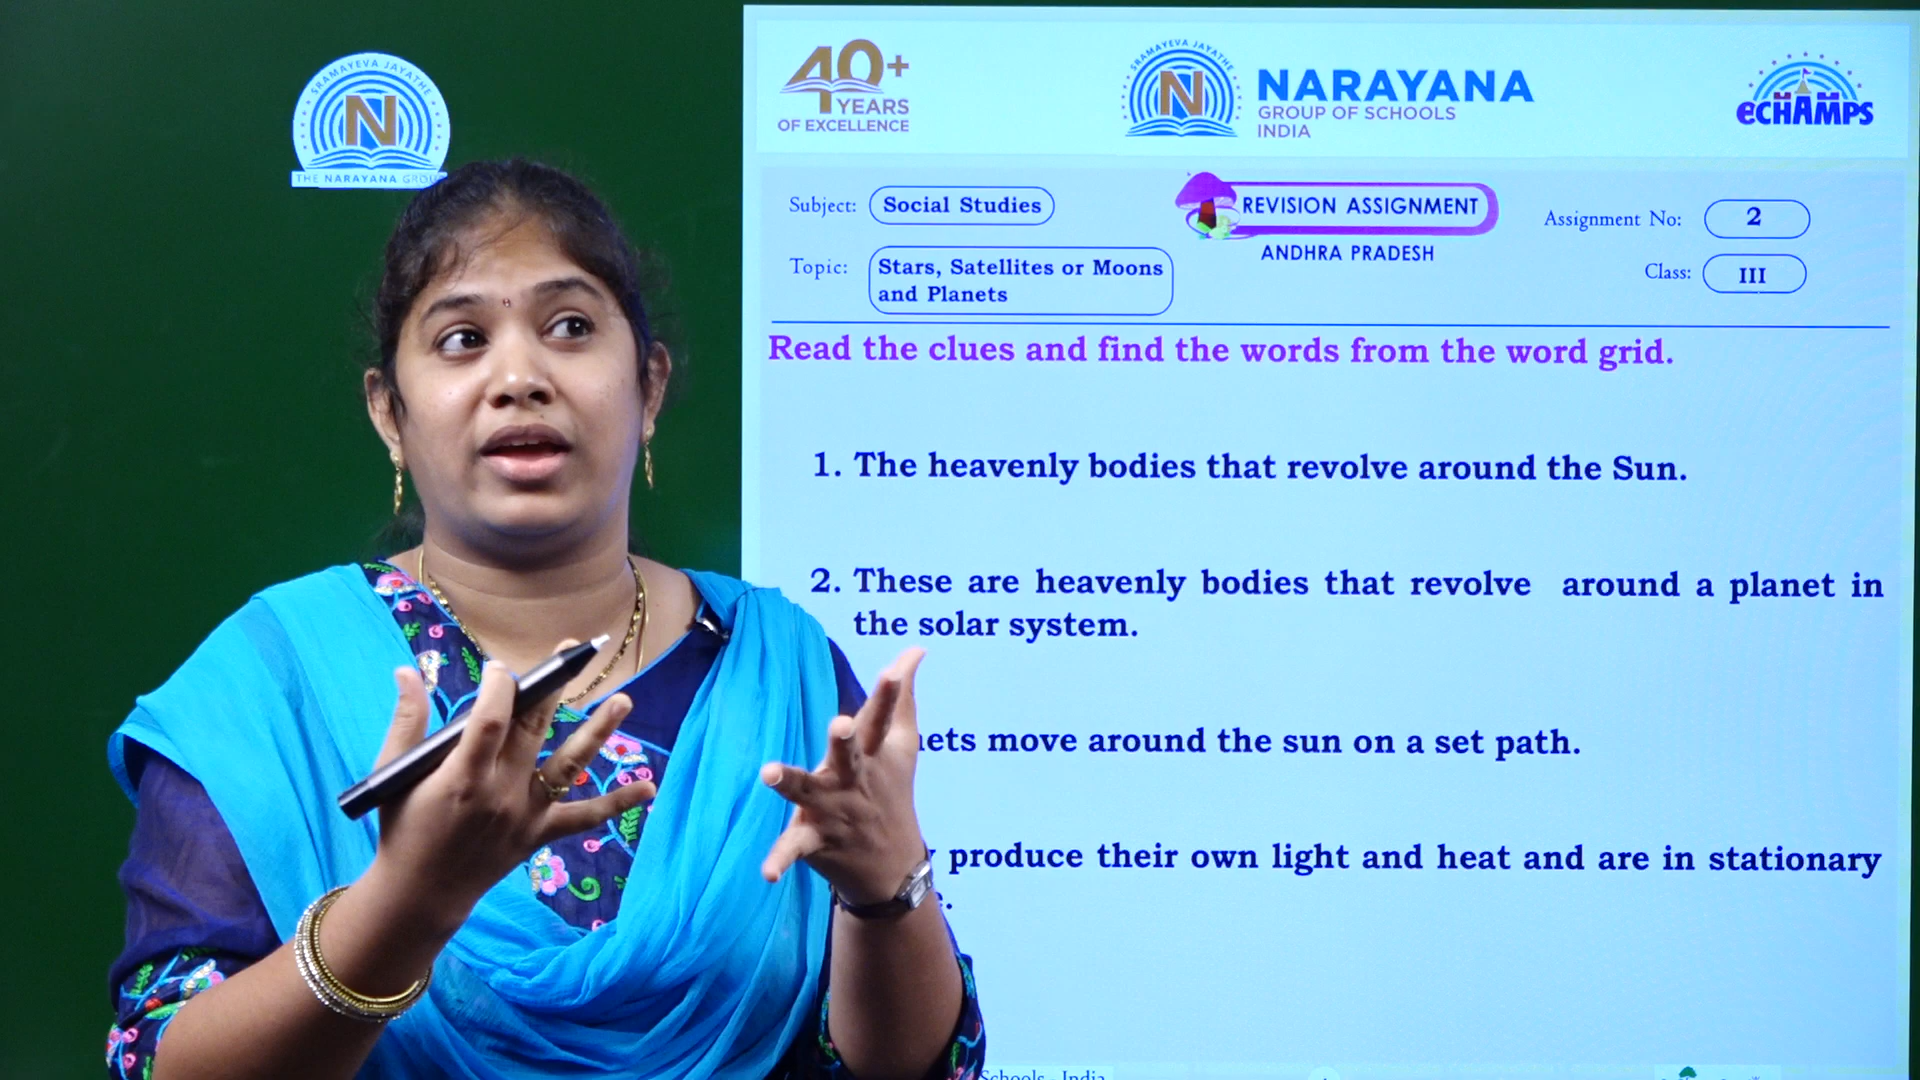 SRAMAYEVA JAYATHE
N
THE NARAYANA GROUP
40+
YEARS
OF EXCELLENCE
SRAMAYEVA JAYATHE
N
NARAYANA
GROUP OF SCHOOLS
INDIA
eCHAMPS
Subject: Social Studies
REVISION ASSIGNMENT
ANDHRA PRADESH
Assignment No: 2
Topic: Stars, Satellites or Moons
and Planets
Class: III
Read the clues and find the words from the word grid.
1. The heavenly bodies that revolve around the Sun.
2. These are heavenly bodies that revolve around a planet in
the solar system.
ets move around the sun on a set path.
produce their own light and heat and are in stationary
Schools - India